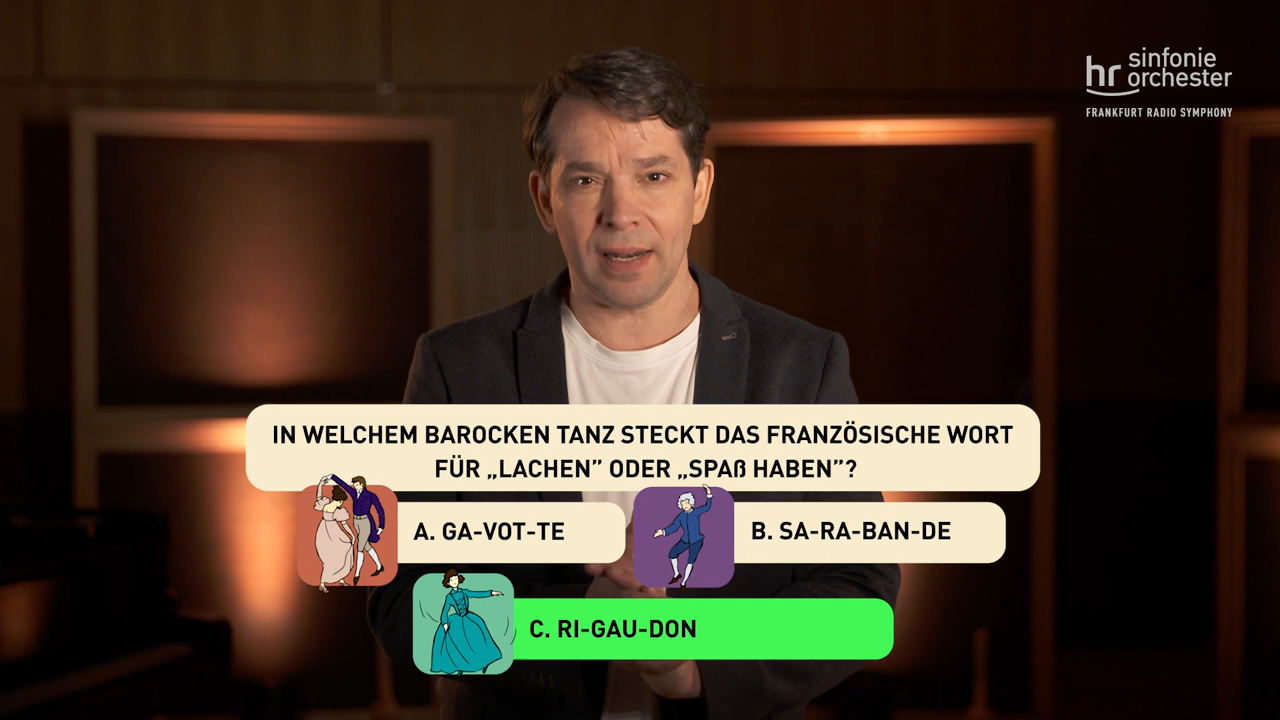 hr sinfonie
orchester
FRANKFURT RADIO SYMPHONY
IN WELCHEM BAROCKEN TANZ STECKT DAS FRANZÖSISCHE WORT
FÜR „LACHEN” ODER „SPAß HABEN”?
A. GA-VOT-TE
B. SA-RA-BAN-DE
C. RI-GAU-DON